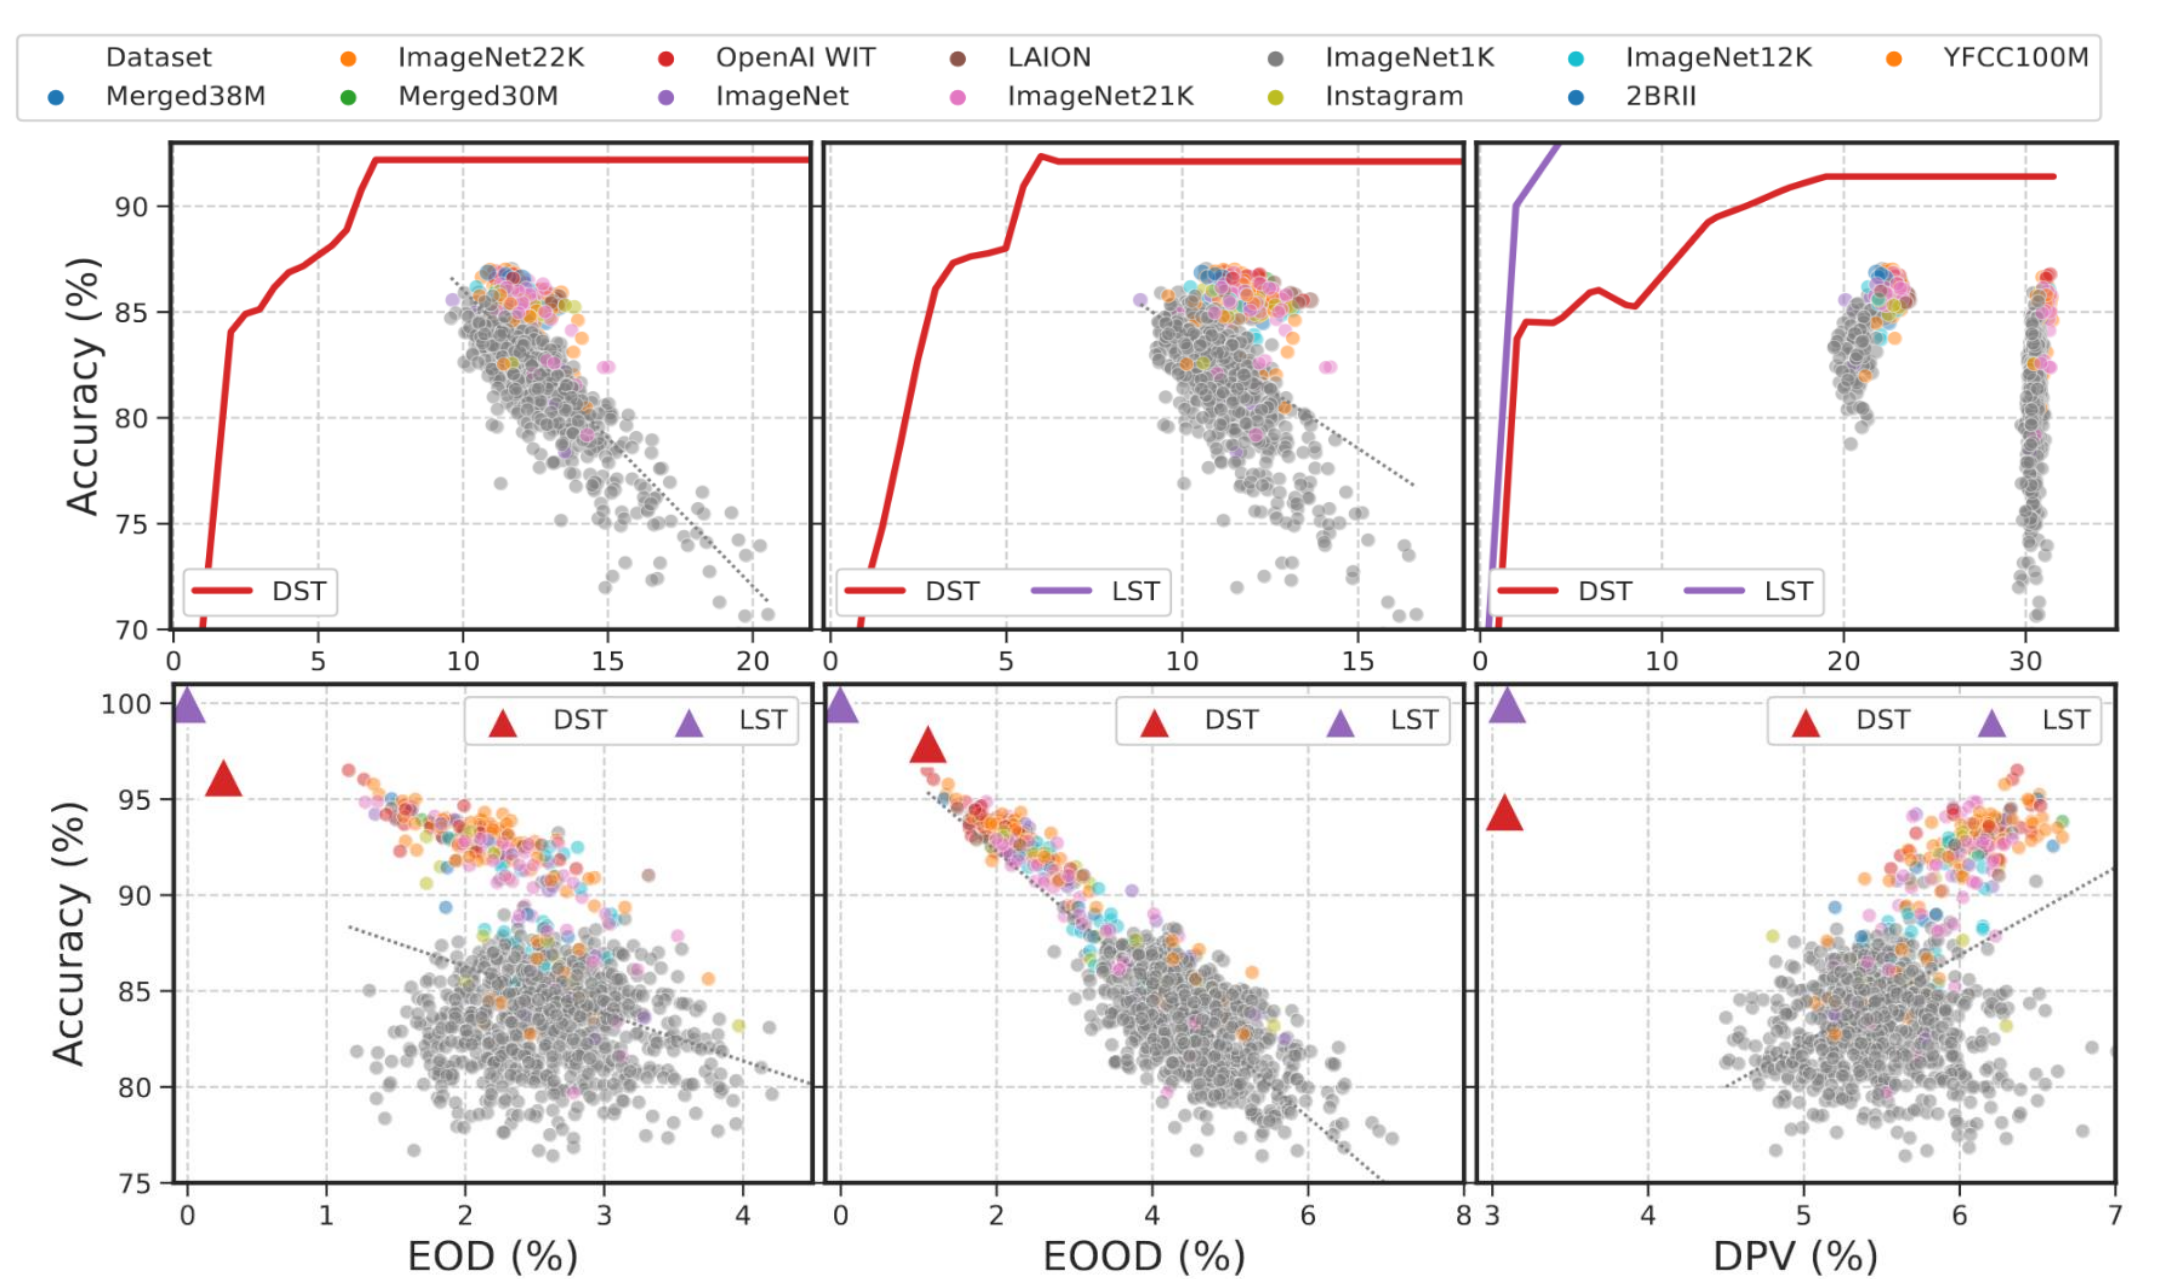 Dataset ImageNet22K OpenAI WIT LAION ImageNet1K ImageNet12K YFCC100M
Merged38M Merged30M ImageNet ImageNet21K Instagram 2BRII
Accuracy (%)
90
85
80
75
70
DST
DST LST
DST LST
0 5 10 15 20
0 5 10 15
0 10 20 30
Accuracy (%)
100
95
90
85
80
75
DST LST
DST LST
DST LST
0 1 2 3 4
0 2 4 6 8
3 4 5 6 7
EOD (%)
EOOD (%)
DPV (%)